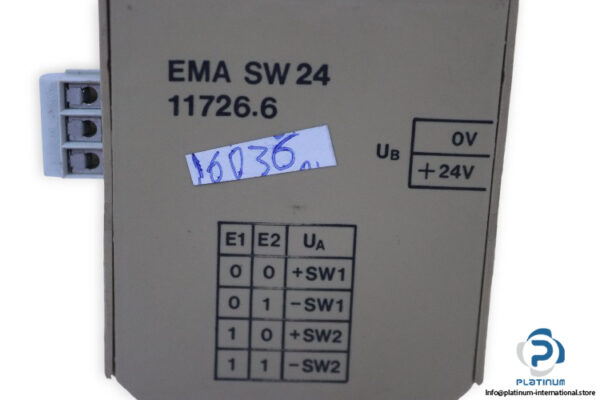 EMA SW 24
11726.6
16036
UB
0V
+24V
E1 E2 UA
0 0 +SW1
0 1 -SW1
1 0 +SW2
1 1 -SW2
PLATINUM
info@platinum-international.store